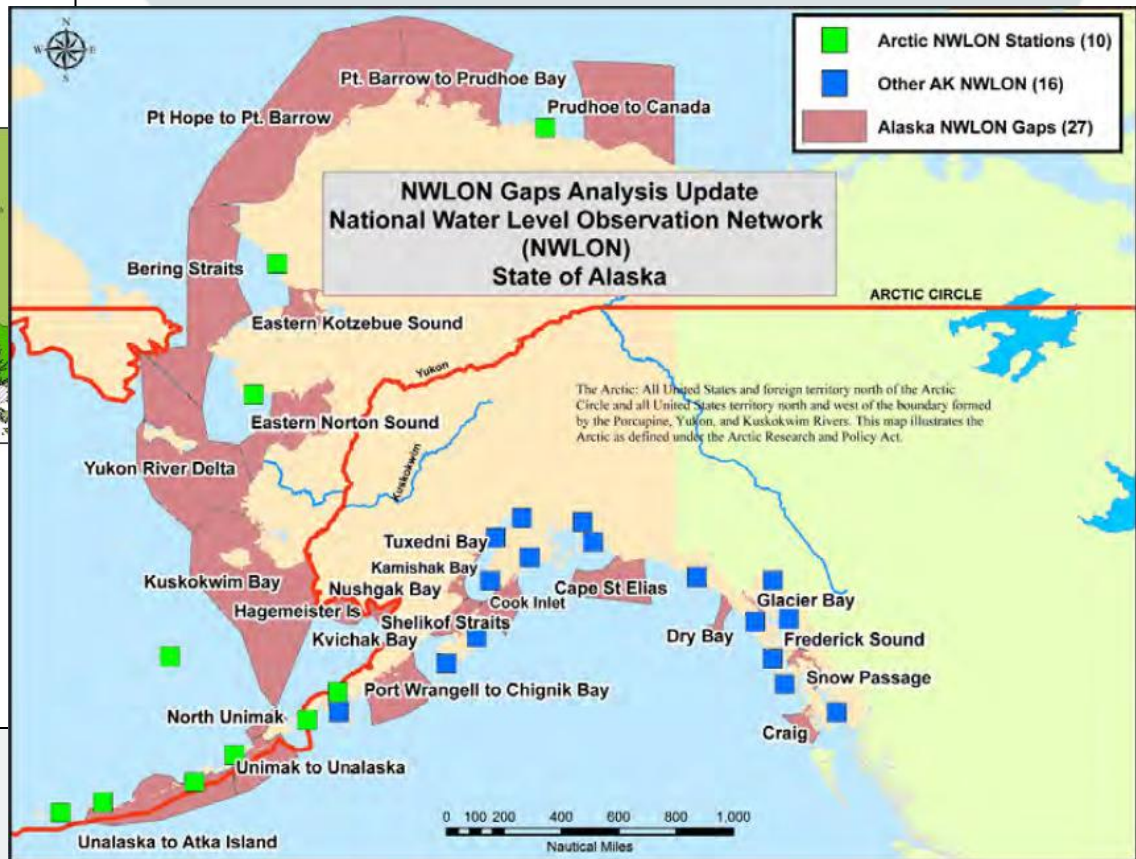 N
W E
S
Arctic NWLON Stations (10)
Other AK NWLON (16)
Alaska NWLON Gaps (27)
Pt. Barrow to Prudhoe Bay
Prudhoe to Canada
Pt Hope to Pt. Barrow
NWLON Gaps Analysis Update
National Water Level Observation Network
(NWLON)
State of Alaska
Bering Straits
ARCTIC CIRCLE
Eastern Kotzebue Sound
Yukon
The Arctic: All United States and foreign territory north of the Arctic
Circle and all United States territory north and west of the boundary formed
by the Porcupine, Yukon, and Kuskokwim Rivers. This map illustrates the
Arctic as defined under the Arctic Research and Policy Act.
Eastern Norton Sound
Yukon River Delta
Kuskokwim
Tuxedni Bay
Kamishak Bay
Kuskokwim Bay
Nushgak Bay
Cape St Elias
Cook Inlet
Glacier Bay
Hagemeister Is
Shelikof Straits
Kvichak Bay
Dry Bay
Frederick Sound
Snow Passage
Port Wrangell to Chignik Bay
North Unimak
Craig
Unimak to Unalaska
0 100 200 400 600 800 1,000
Nautical Miles
Unalaska to Atka Island